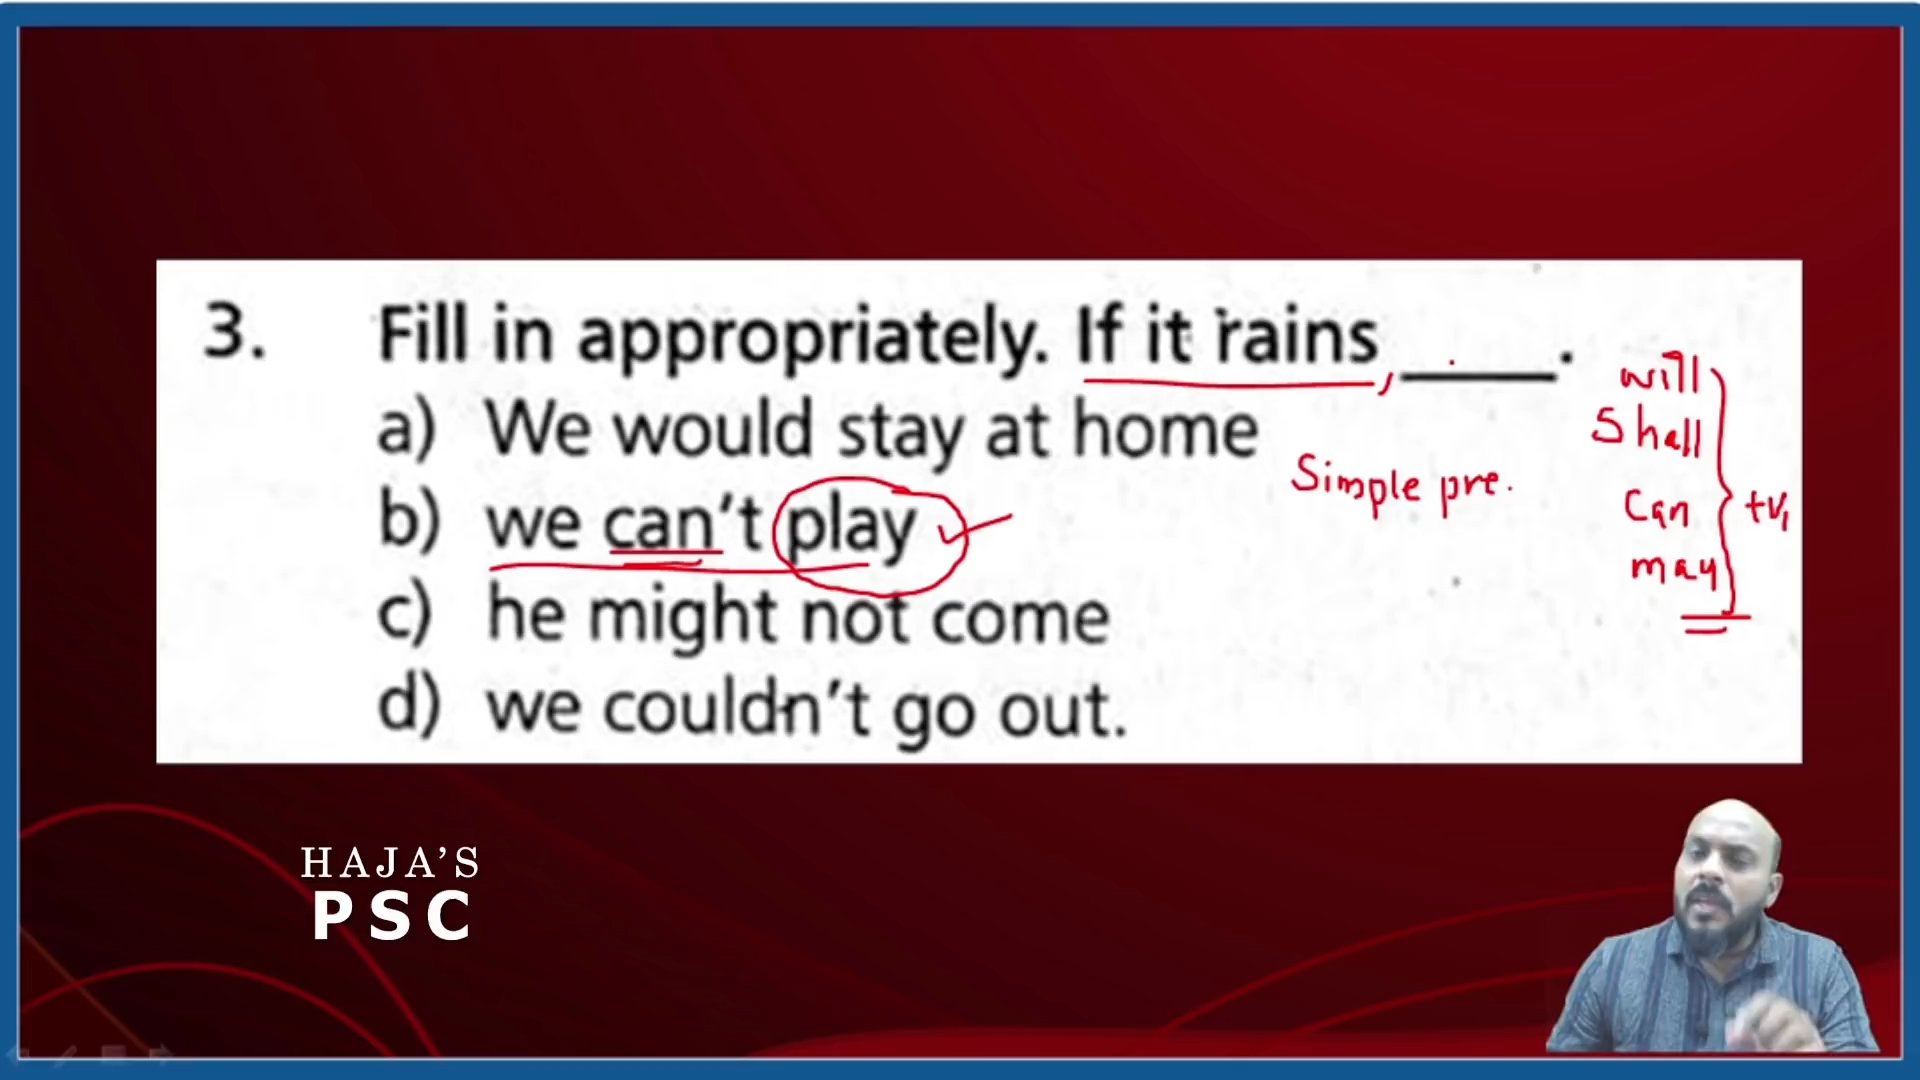 3. Fill in appropriately. If it rains, ____.
a) We would stay at home
b) we can't play
c) he might not come
d) we couldn't go out.
Simple pre.
will
Shall
Can
may
+V1
HAJA'S
PSC